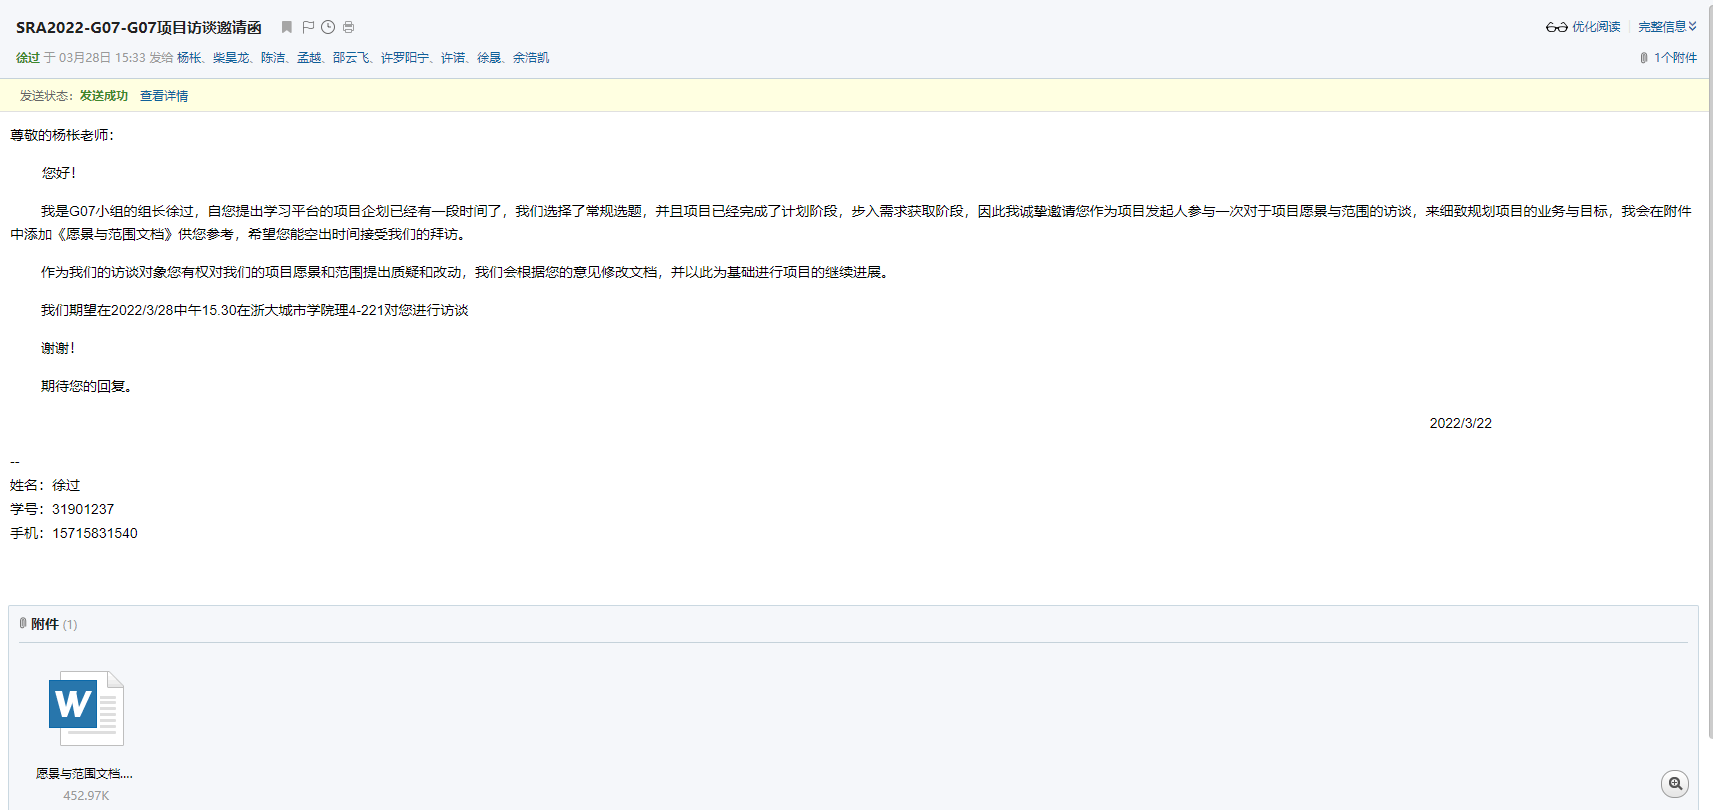 SRA2022-G07-G07项目访谈邀请函
优化阅读 完整信息
徐过 于 03月28日 15:33 发给 杨枨、柴昊龙、陈洁、孟越、邵云飞、许罗阳宁、许诺、徐晟、余浩凯
1个附件
发送状态：发送成功 查看详情
尊敬的杨枨老师：
您好！
我是G07小组的组长徐过，自您提出学习平台的项目企划已经有一段时间了，我们选择了常规选题，并且项目已经完成了计划阶段，步入需求获取阶段，因此我诚挚邀请您作为项目发起人参与一次对于项目愿景与范围的访谈，来细致规划项目的业务与目标，我会在附件
中添加《愿景与范围文档》供您参考，希望您能空出时间接受我们的拜访。
作为我们的访谈对象您有权对我们的项目愿景和范围提出质疑和改动，我们会根据您的意见修改文档，并以此为基础进行项目的继续进展。
我们期望在2022/3/28中午15.30在浙大城市学院理4-221对您进行访谈
谢谢！
期待您的回复。
2022/3/22
--
姓名：徐过
学号：31901237
手机：15715831540
附件 (1)
W
愿景与范围文档....
452.97K